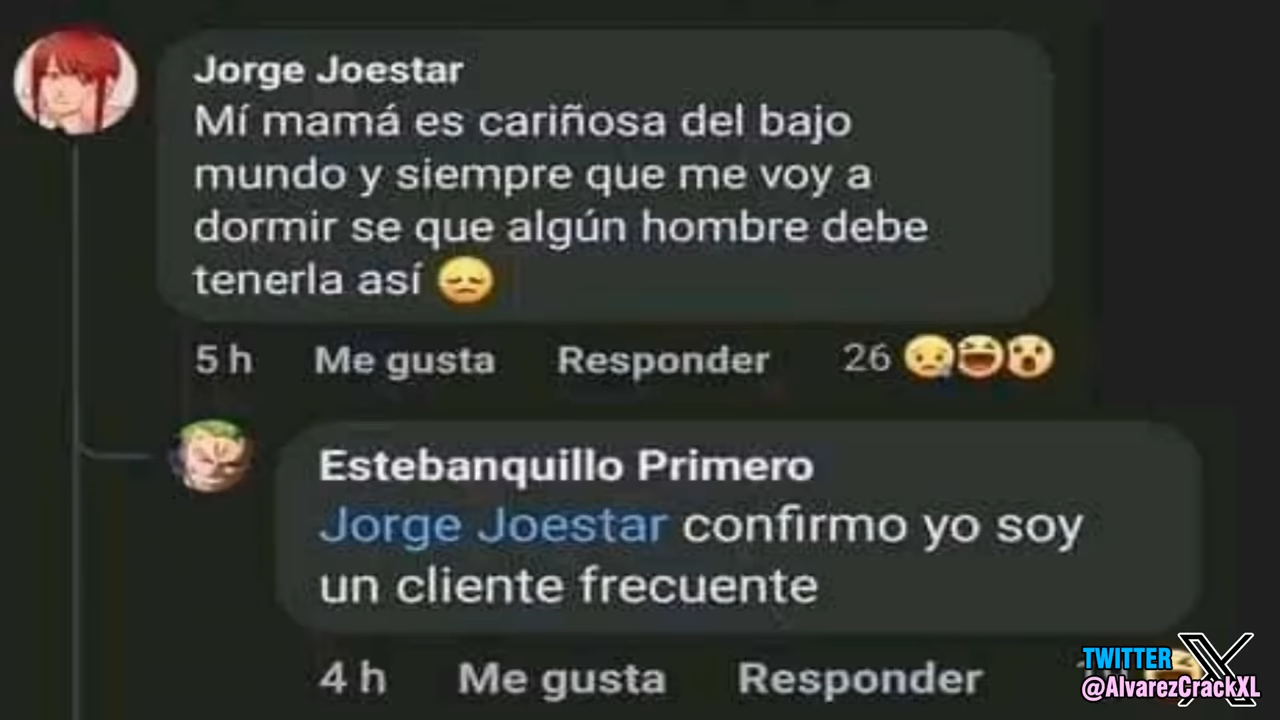 Jorge Joestar
Mí mamá es cariñosa del bajo
mundo y siempre que me voy a
dormir se que algún hombre debe
tenerla así 😞
5 h Me gusta Responder 26
Estebanquillo Primero
Jorge Joestar confirmo yo soy
un cliente frecuente
4 h Me gusta Responder
TWITTER
@AlvarezCrackXL